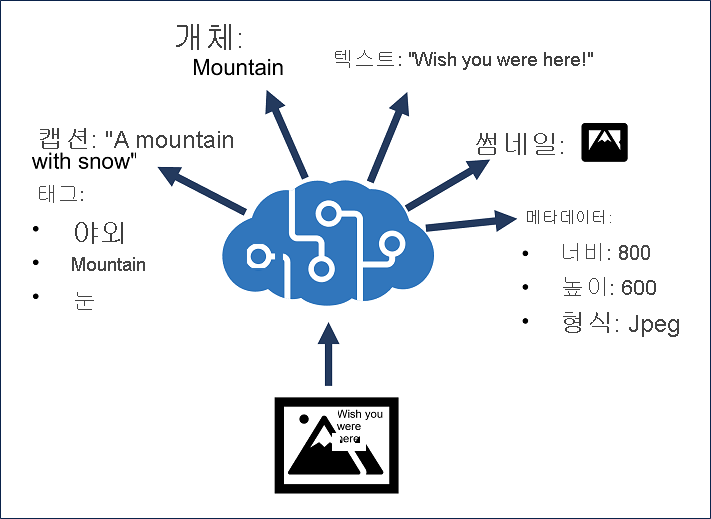 개체:
Mountain
텍스트: "Wish you were here!"
캡션: "A mountain
with snow"
썸네일:
태그:
• 야외
• Mountain
• 눈
메타데이터:
• 너비: 800
• 높이: 600
• 형식: Jpeg
Wish you
were
here